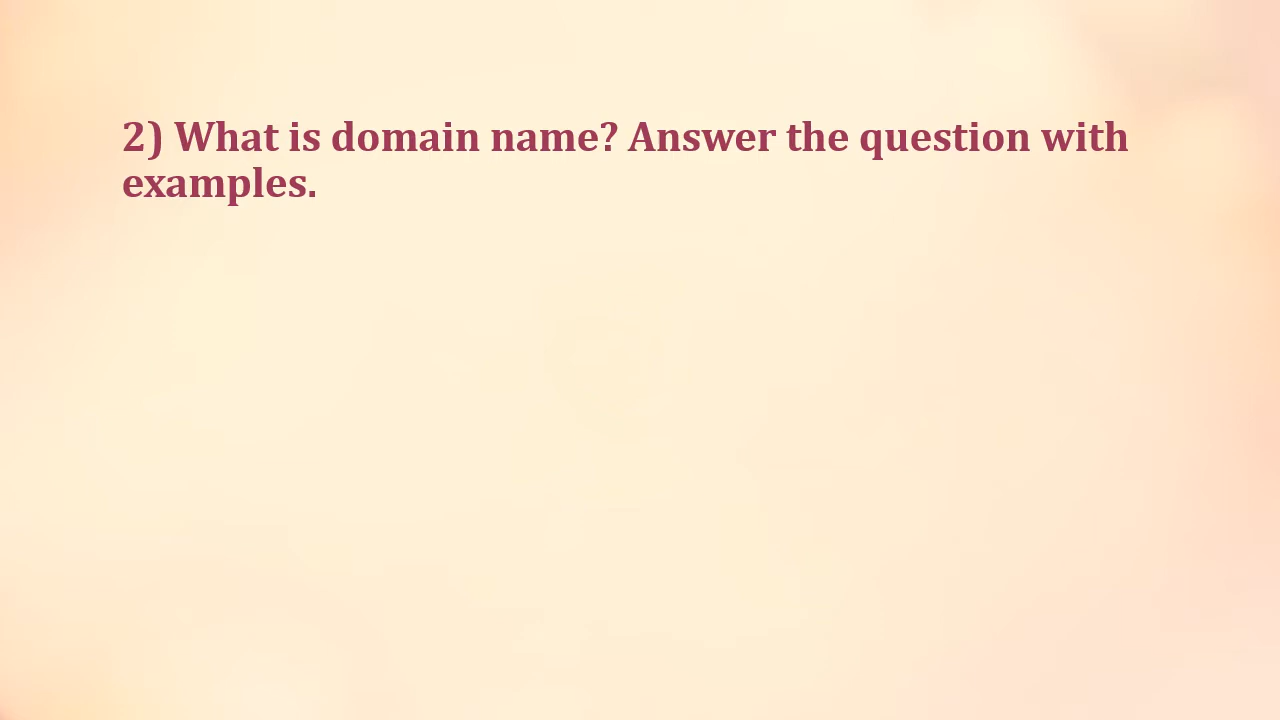 2) What is domain name? Answer the question with
examples.